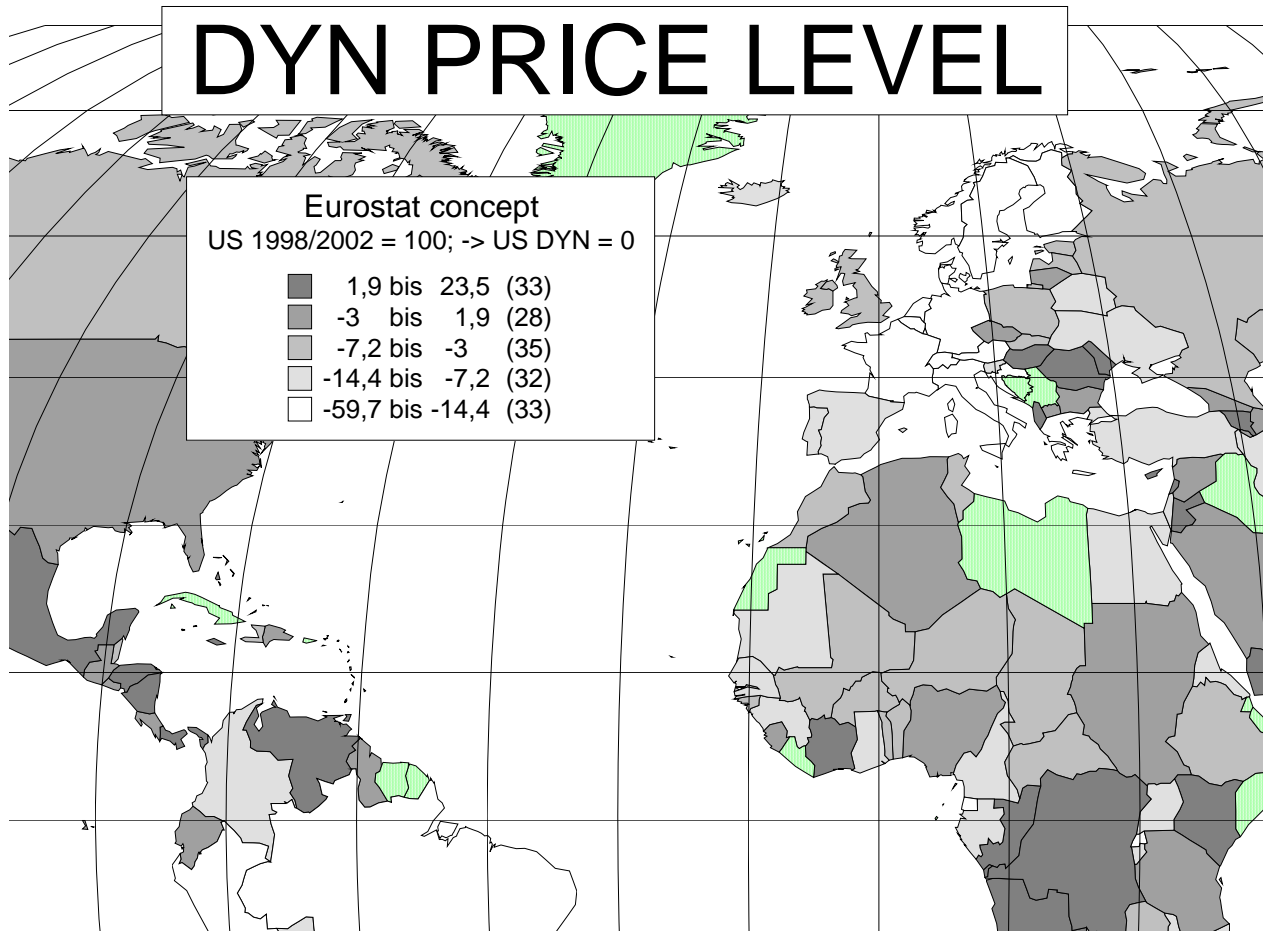 DYN PRICE LEVEL
Eurostat concept
US 1998/2002 = 100; -> US DYN = 0
1,9 bis 23,5 (33)
-3 bis 1,9 (28)
-7,2 bis -3 (35)
-14,4 bis -7,2 (32)
-59,7 bis -14,4 (33)